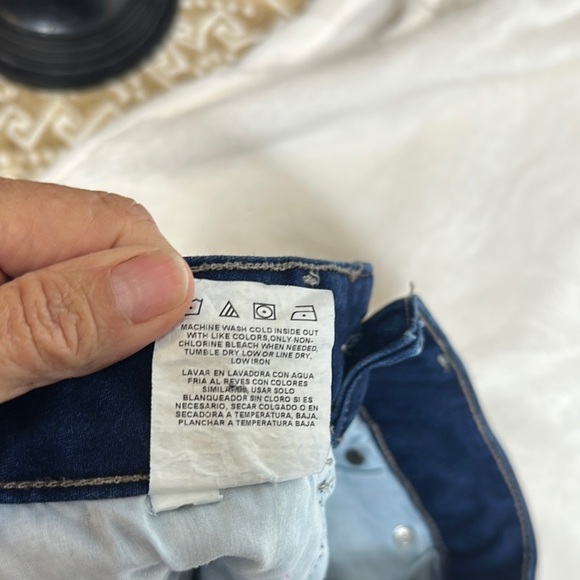 MACHINE WASH COLD INSIDE OUT
WITH LIKE COLORS,ONLY NON-
CHLORINE BLEACH WHEN NEEDED,
TUMBLE DRY LOW OR LINE DRY,
LOW IRON
LAVAR EN LAVADORA CON AGUA
FRIA AL REVES CON COLORES
USAR SOLO
BLANQUEADOR SIN CLORO SI ES
NECESARIO, SECAR COLGADO O EN
SECADORA A TEMPERATURA, BAJA,
PLANCHAR A TEMPERATURA, BAJA